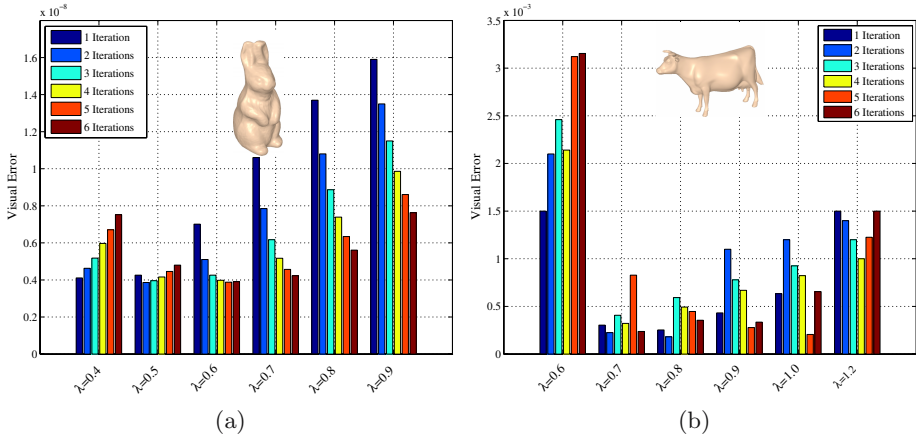 x 10⁻⁸
1 Iteration
2 Iterations
3 Iterations
4 Iterations
5 Iterations
6 Iterations
1.6
1.4
1.2
0.8
0.6
0.4
0
Visual Error
λ=0.4
λ=0.5
λ=0.6
λ=0.7
λ=0.8
λ=0.9
(a)
x 10⁻³
3.5
3
2.5
2
1.5
1
0.5
0
Visual Error
1 Iteration
2 Iterations
3 Iterations
4 Iterations
5 Iterations
6 Iterations
λ=0.6
λ=0.7
λ=0.8
λ=0.9
λ=1.0
λ=1.2
(b)